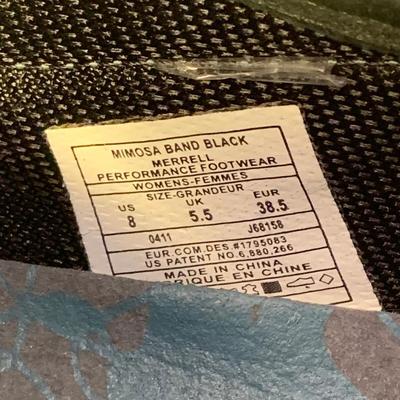 MIMOSA BAND BLACK
MERRELL
PERFORMANCE FOOTWEAR
WOMENS-FEMMES
SIZE-GRANDEUR
US UK EUR
8 5.5 38.5
0411 J68158
EUR.COM.DES.#1795083
US PATENT NO.6,880,266
MADE IN CHINA
RIQUE EN CHINE